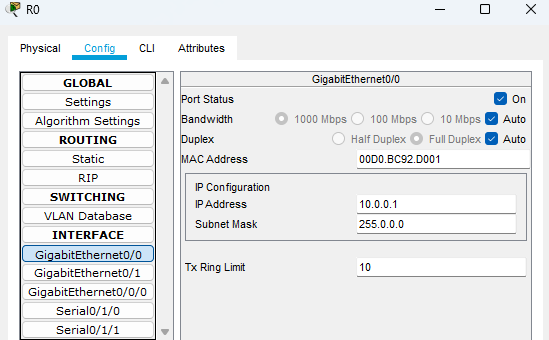 R0
Physical Config CLI Attributes
GLOBAL
Settings
Algorithm Settings
ROUTING
Static
RIP
SWITCHING
VLAN Database
INTERFACE
GigabitEthernet0/0
GigabitEthernet0/1
GigabitEthernet0/0/0
Serial0/1/0
Serial0/1/1
GigabitEthernet0/0
Port Status On
Bandwidth 1000 Mbps 100 Mbps 10 Mbps Auto
Duplex Half Duplex Full Duplex Auto
MAC Address 00D0.BC92.D001
IP Configuration
IP Address 10.0.0.1
Subnet Mask 255.0.0.0
Tx Ring Limit 10